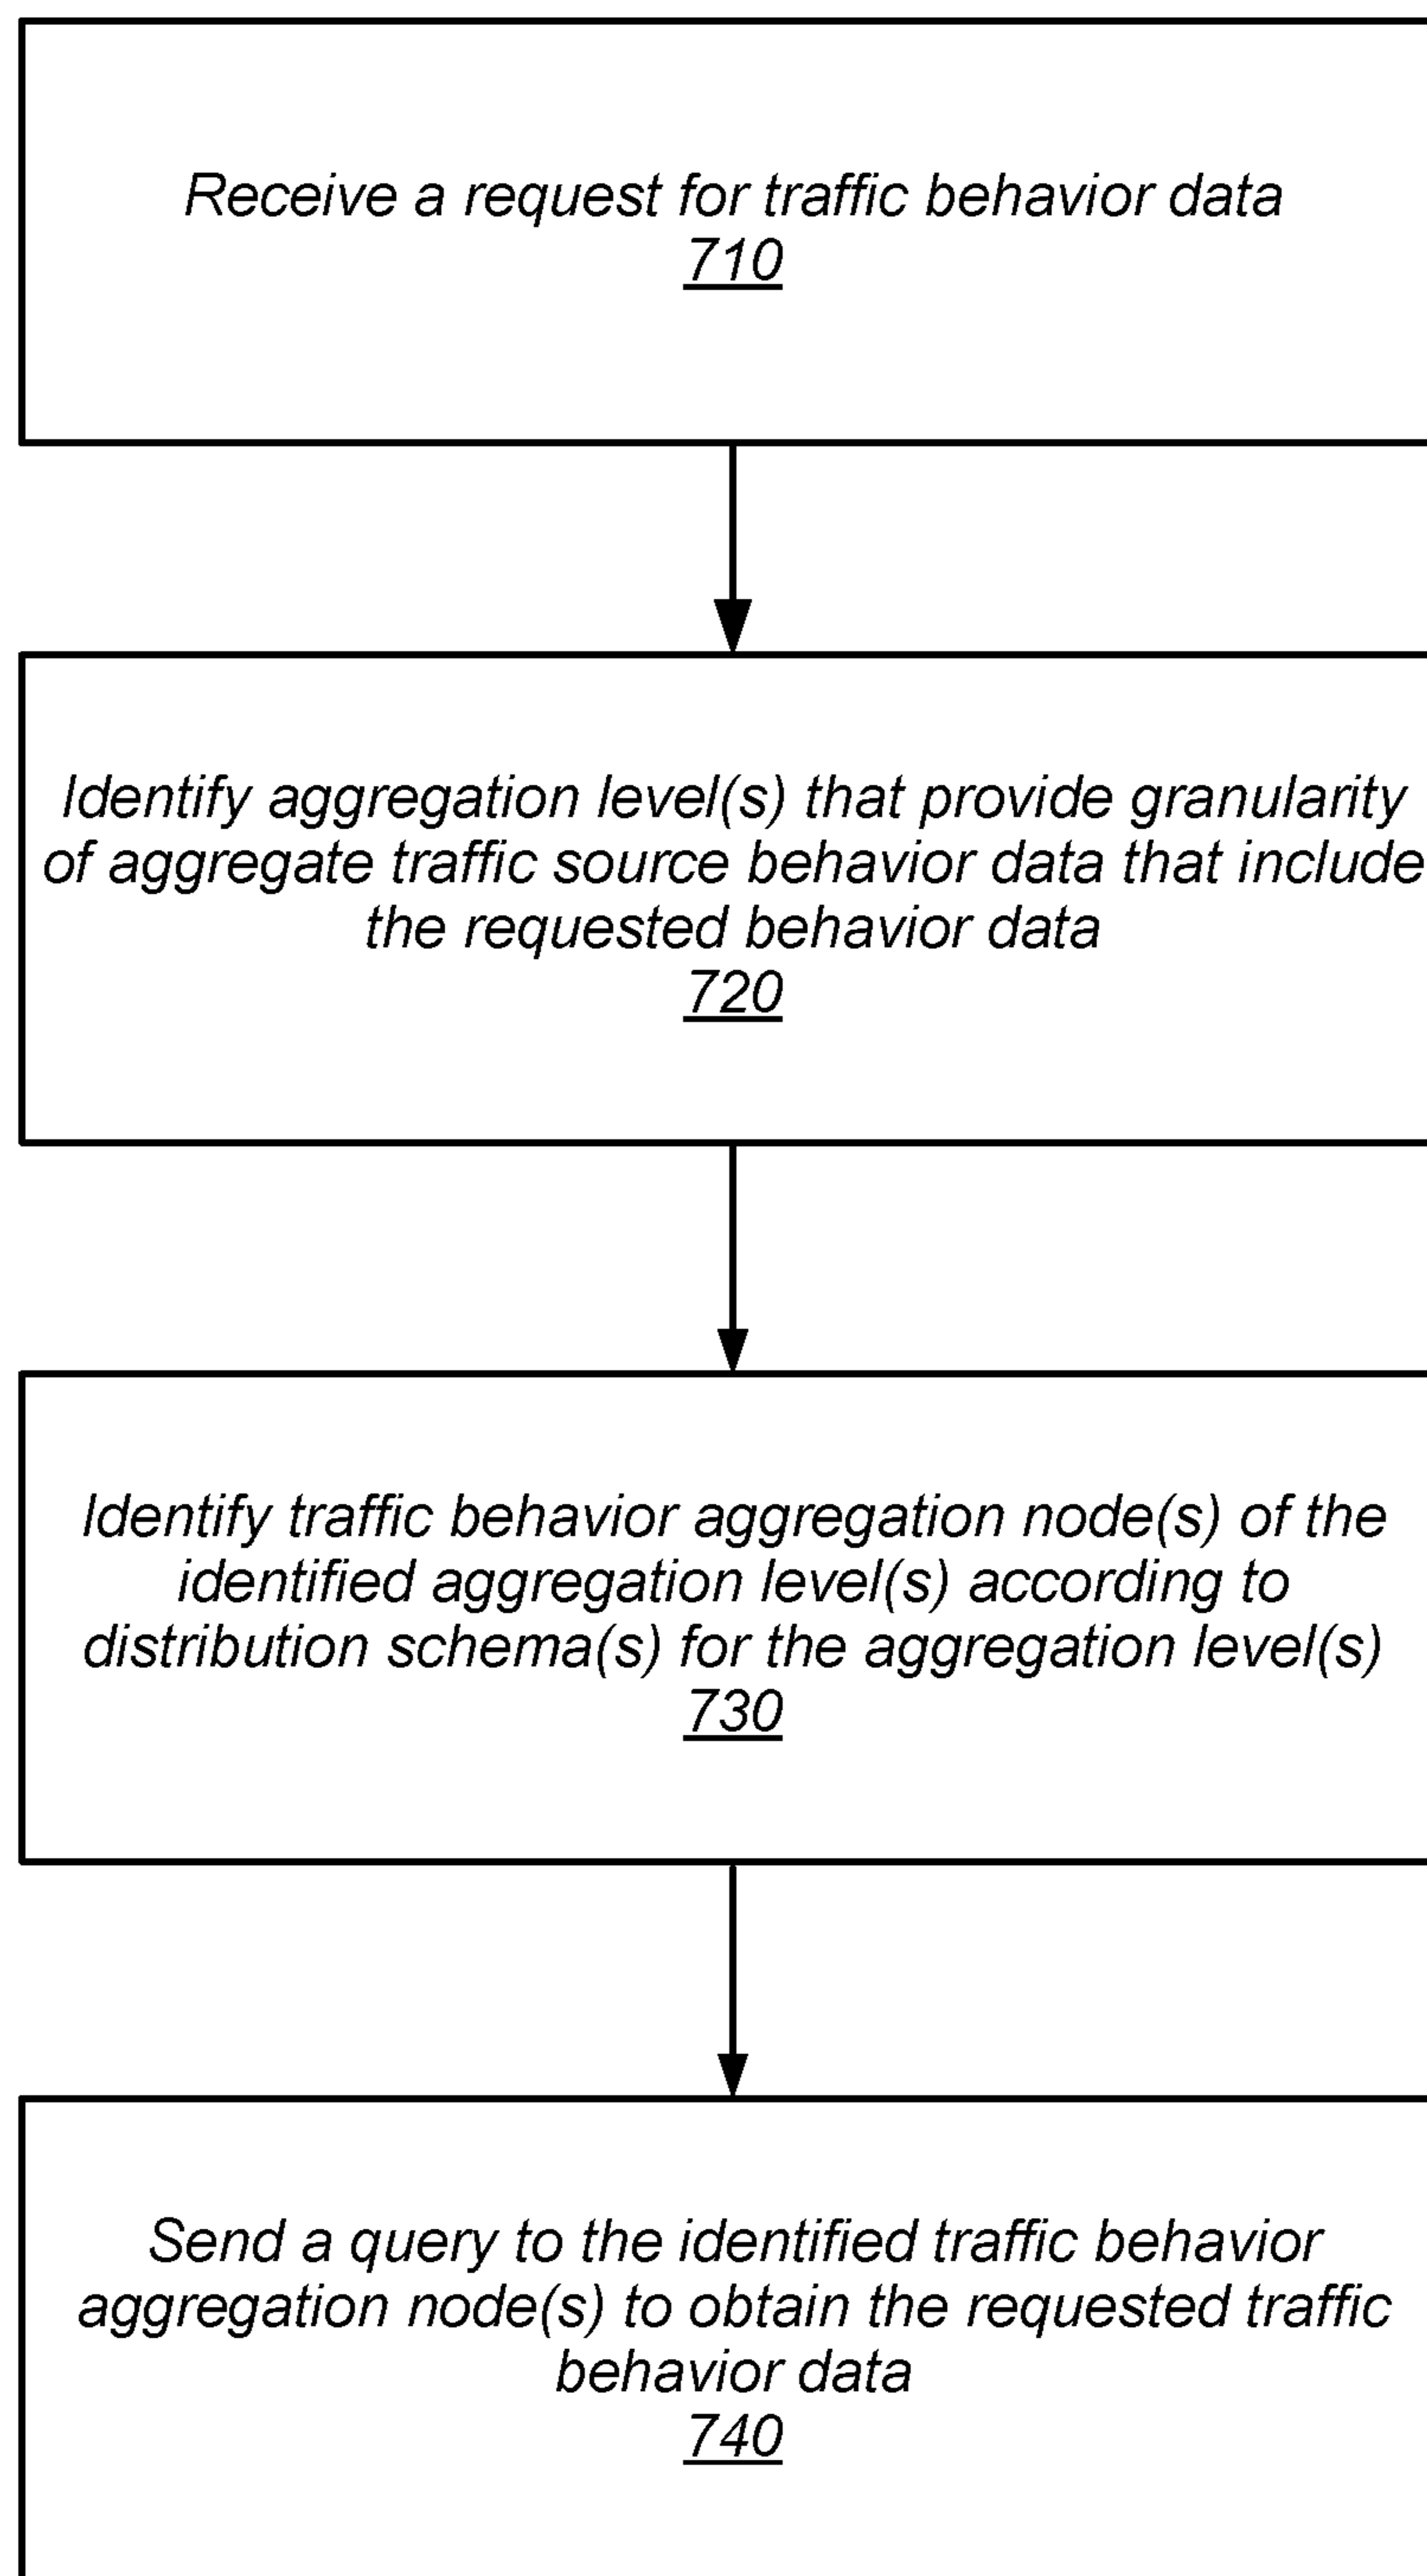 Receive a request for traffic behavior data
710
Identify aggregation level(s) that provide granularity
of aggregate traffic source behavior data that include
the requested behavior data
720
Identify traffic behavior aggregation node(s) of the
identified aggregation level(s) according to
distribution schema(s) for the aggregation level(s)
730
Send a query to the identified traffic behavior
aggregation node(s) to obtain the requested traffic
behavior data
740